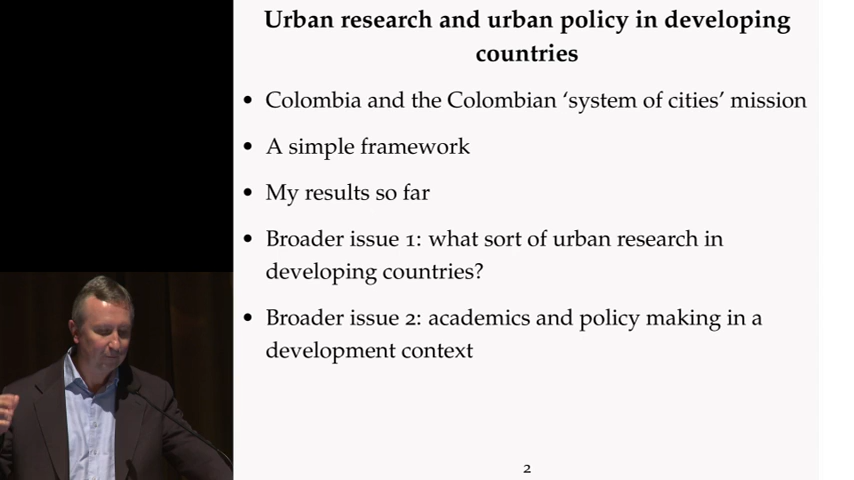 Urban research and urban policy in developing
countries
• Colombia and the Colombian ‘system of cities’ mission
• A simple framework
• My results so far
• Broader issue 1: what sort of urban research in
developing countries?
• Broader issue 2: academics and policy making in a
development context
2